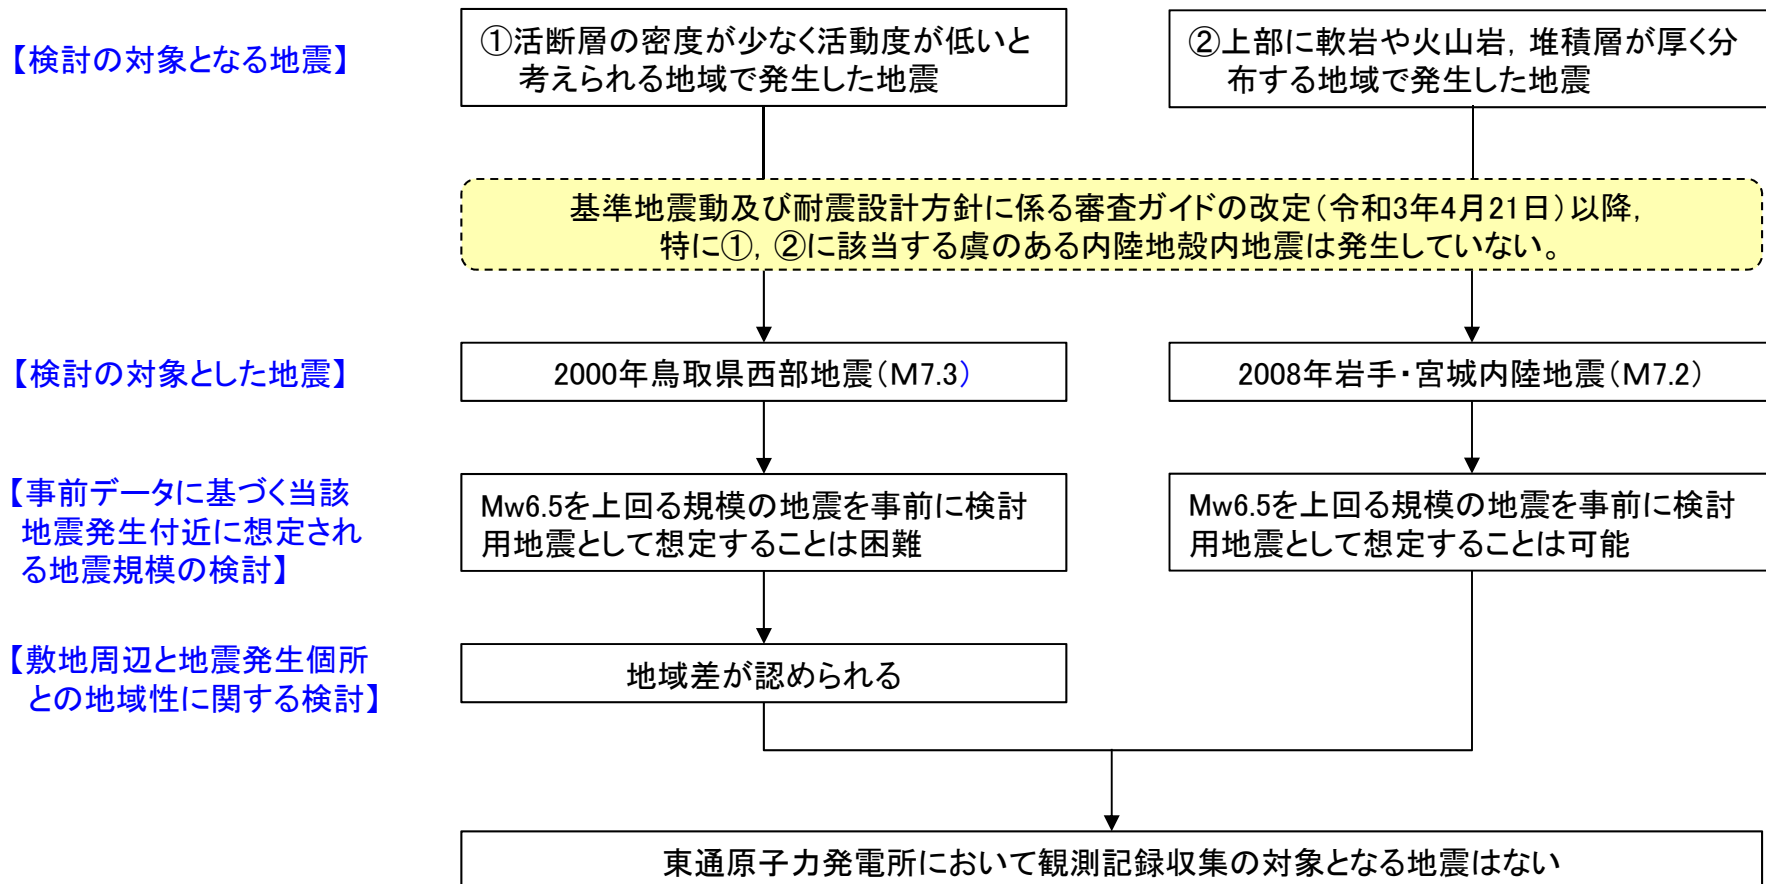 【検討の対象となる地震】
①活断層の密度が少なく活動度が低いと
考えられる地域で発生した地震
②上部に軟岩や火山岩，堆積層が厚く分
布する地域で発生した地震
基準地震動及び耐震設計方針に係る審査ガイドの改定（令和3年4月21日）以降，
特に①，②に該当する虞のある内陸地殻内地震は発生していない。
【検討の対象とした地震】
2000年鳥取県西部地震（M7.3）
2008年岩手・宮城内陸地震（M7.2）
【事前データに基づく当該
地震発生付近に想定され
る地震規模の検討】
Mw6.5を上回る規模の地震を事前に検討
用地震として想定することは困難
Mw6.5を上回る規模の地震を事前に検討
用地震として想定することは可能
【敷地周辺と地震発生個所
との地域性に関する検討】
地域差が認められる
東通原子力発電所において観測記録収集の対象となる地震はない